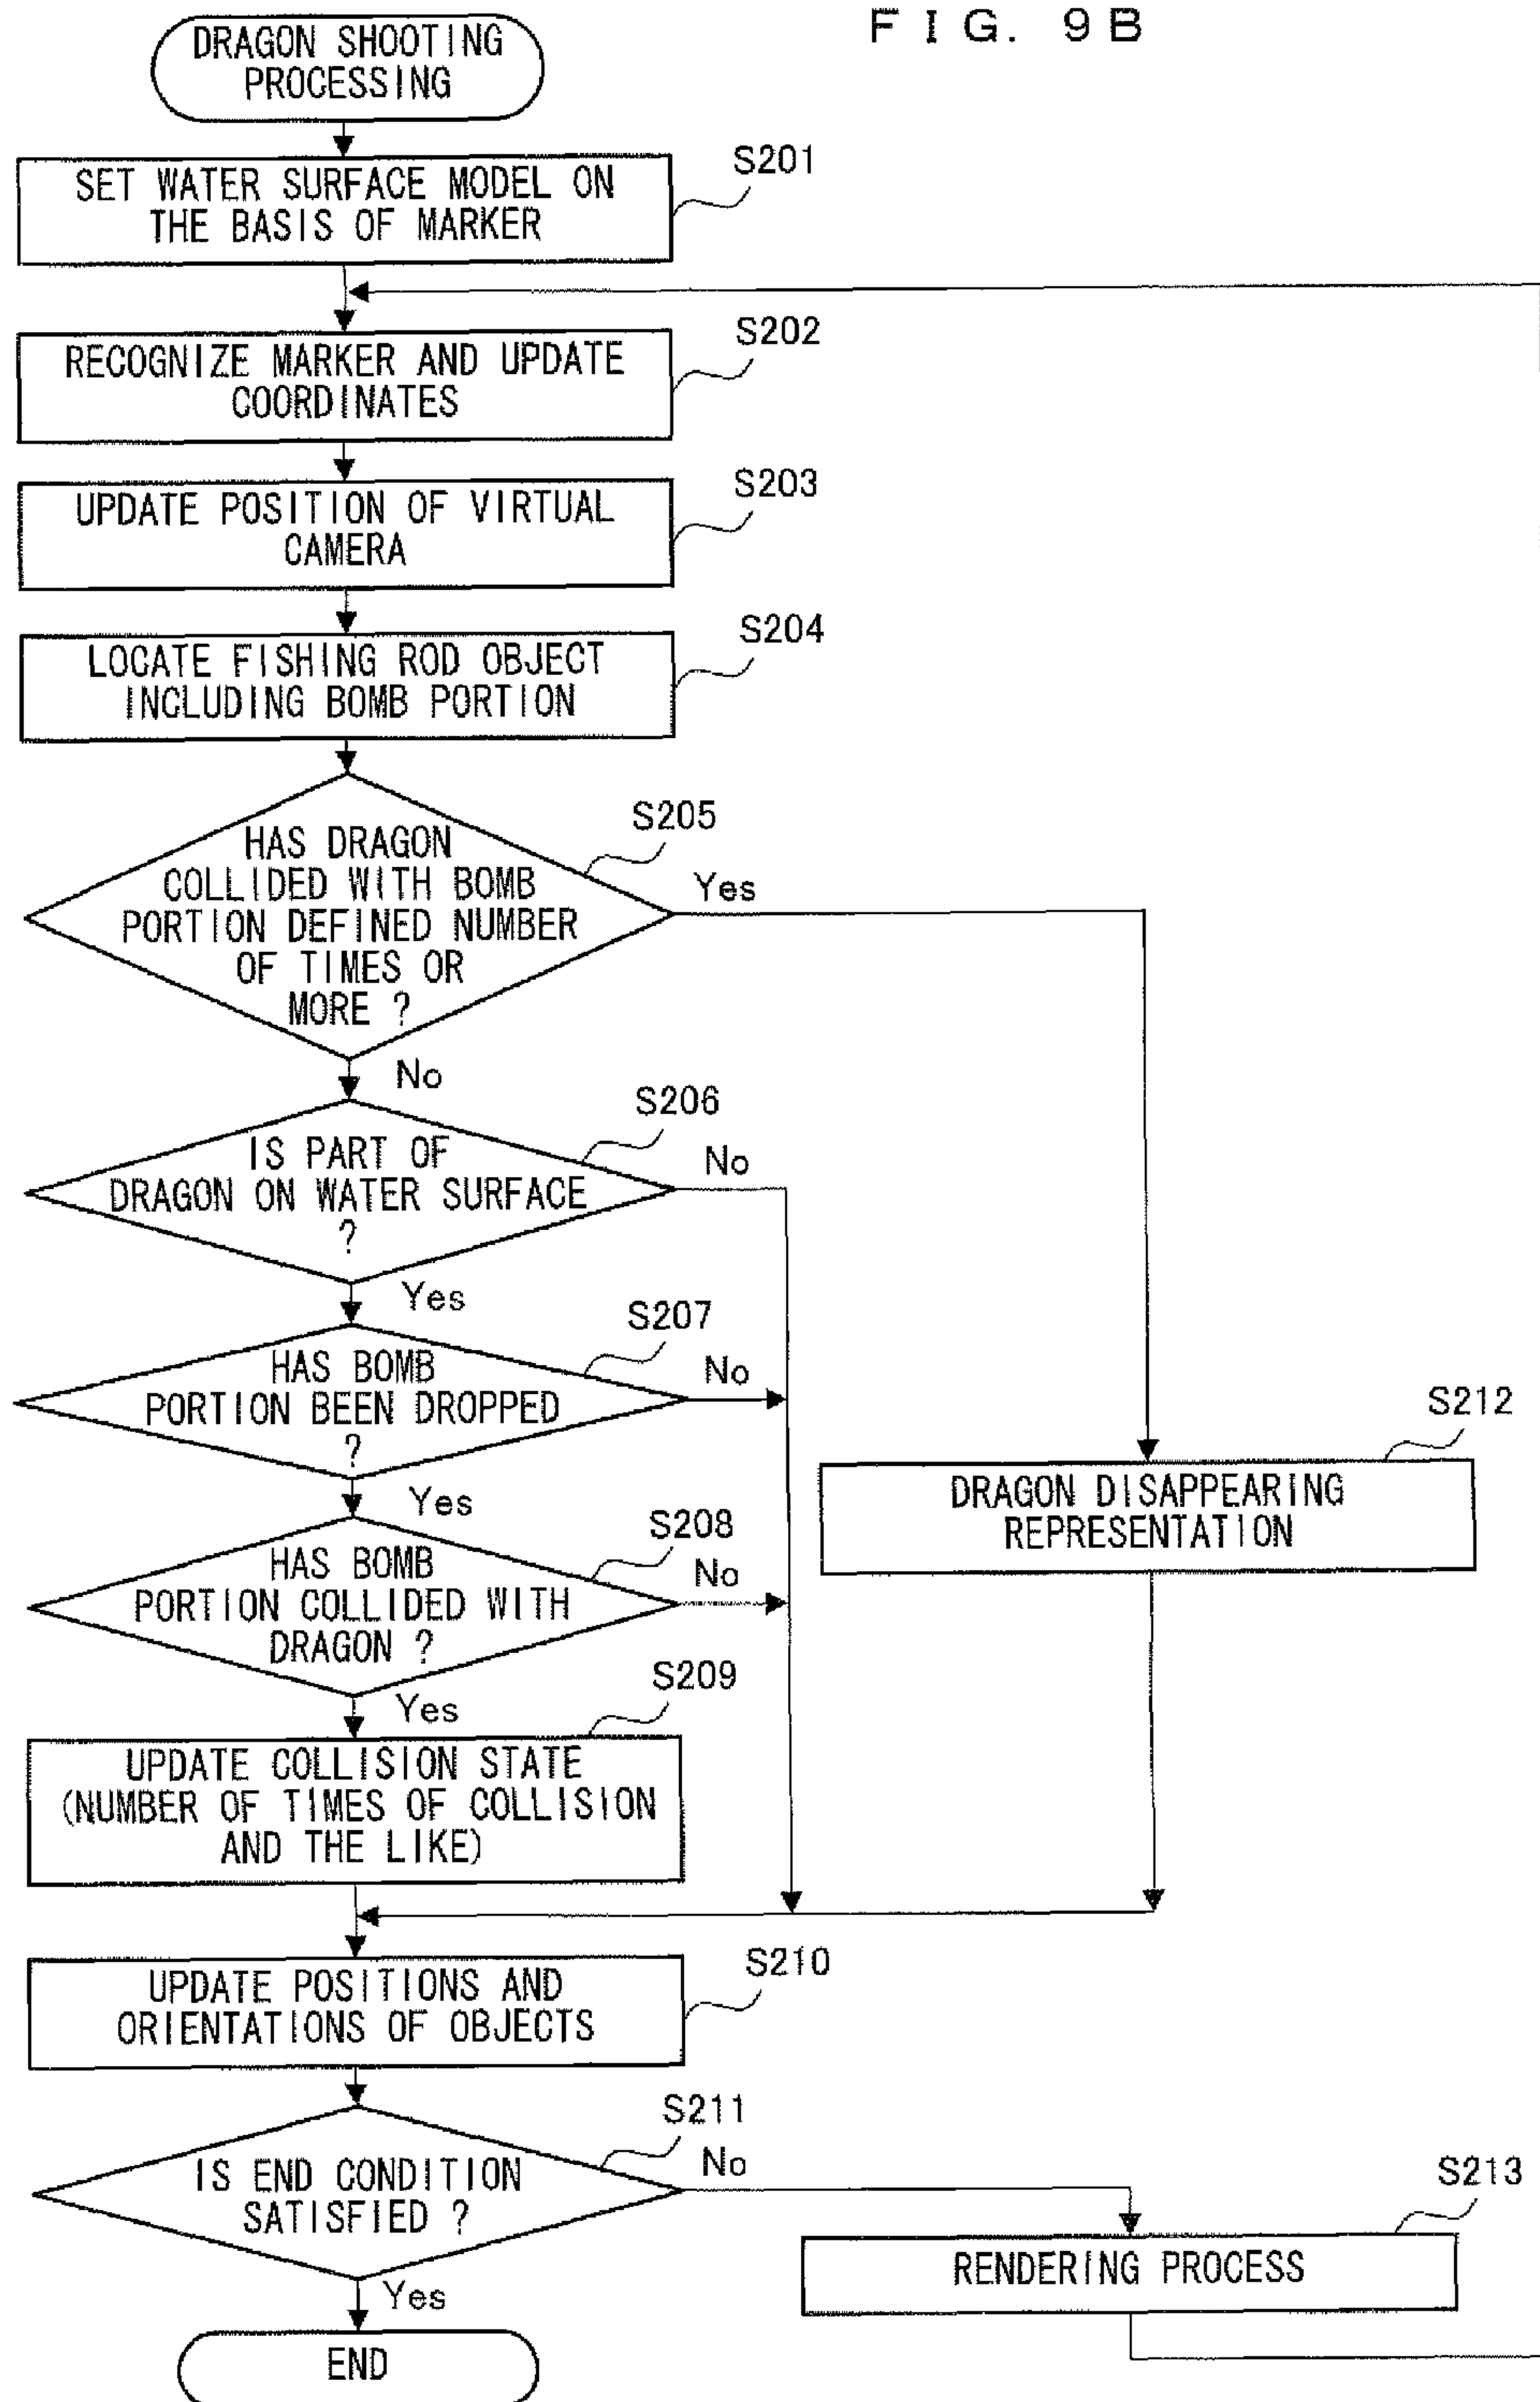 FIG. 9B
DRAGON SHOOTING
PROCESSING
S201
SET WATER SURFACE MODEL ON
THE BASIS OF MARKER
S202
RECOGNIZE MARKER AND UPDATE
COORDINATES
S203
UPDATE POSITION OF VIRTUAL
CAMERA
S204
LOCATE FISHING ROD OBJECT
INCLUDING BOMB PORTION
S205
HAS DRAGON
COLLIDED WITH BOMB
PORTION DEFINED NUMBER
OF TIMES OR
MORE ?
Yes
No
S206
IS PART OF
DRAGON ON WATER SURFACE
?
No
Yes
S207
HAS BOMB
PORTION BEEN DROPPED
?
No
Yes
S208
HAS BOMB
PORTION COLLIDED WITH
DRAGON ?
No
Yes
S212
DRAGON DISAPPEARING
REPRESENTATION
S209
UPDATE COLLISION STATE
(NUMBER OF TIMES OF COLLISION
AND THE LIKE)
S210
UPDATE POSITIONS AND
ORIENTATIONS OF OBJECTS
S211
IS END CONDITION
SATISFIED ?
No
Yes
S213
RENDERING PROCESS
END